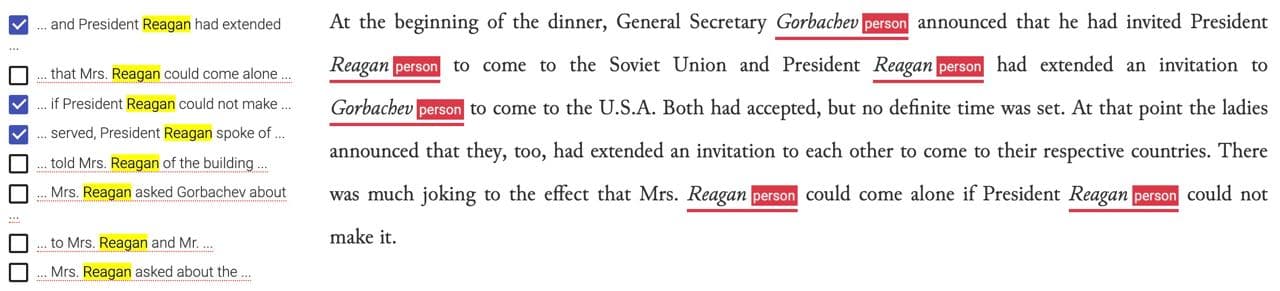 ... and President Reagan had extended
...
... that Mrs. Reagan could come alone ...
... if President Reagan could not make ...
... served, President Reagan spoke of ...
... told Mrs. Reagan of the building ...
... Mrs. Reagan asked Gorbachev about
...
... to Mrs. Reagan and Mr. ...
... Mrs. Reagan asked about the ...
At the beginning of the dinner, General Secretary Gorbachev person announced that he had invited President
Reagan person to come to the Soviet Union and President Reagan person had extended an invitation to
Gorbachev person to come to the U.S.A. Both had accepted, but no definite time was set. At that point the ladies
announced that they, too, had extended an invitation to each other to come to their respective countries. There
was much joking to the effect that Mrs. Reagan person could come alone if President Reagan person could not
make it.